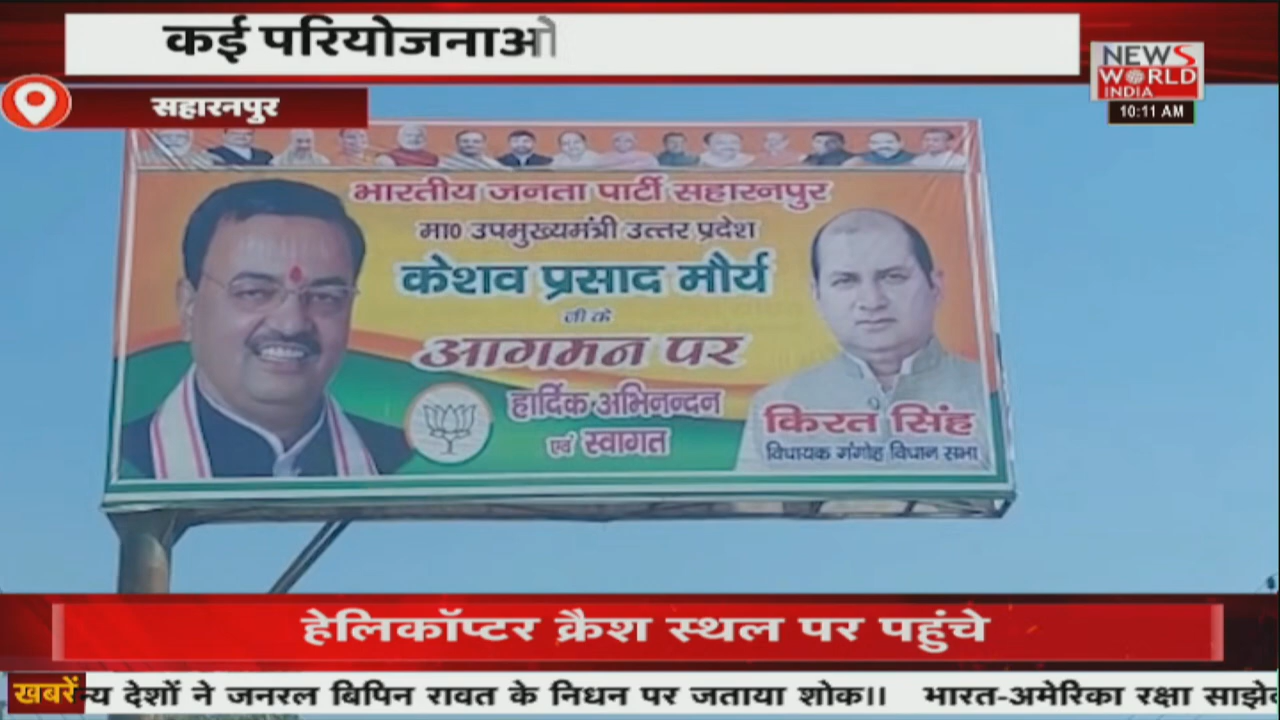 कई परियोजनाओं
NEWS
WORLD
INDIA
10:11 AM
सहारनपुर
भारतीय जनता पार्टी सहारनपुर
मा० उपमुख्यमंत्री उत्तर प्रदेश
केशव प्रसाद मौर्य
जी के
आगमन पर
हार्दिक अभिनन्दन
एवं स्वागत
किरत सिंह
विधायक गंगोह विधान सभा
हेलिकॉप्टर क्रैश स्थल पर पहुंचे
खबरें
न्य देशों ने जनरल बिपिन रावत के निधन पर जताया शोक।। भारत-अमेरिका रक्षा साझेद